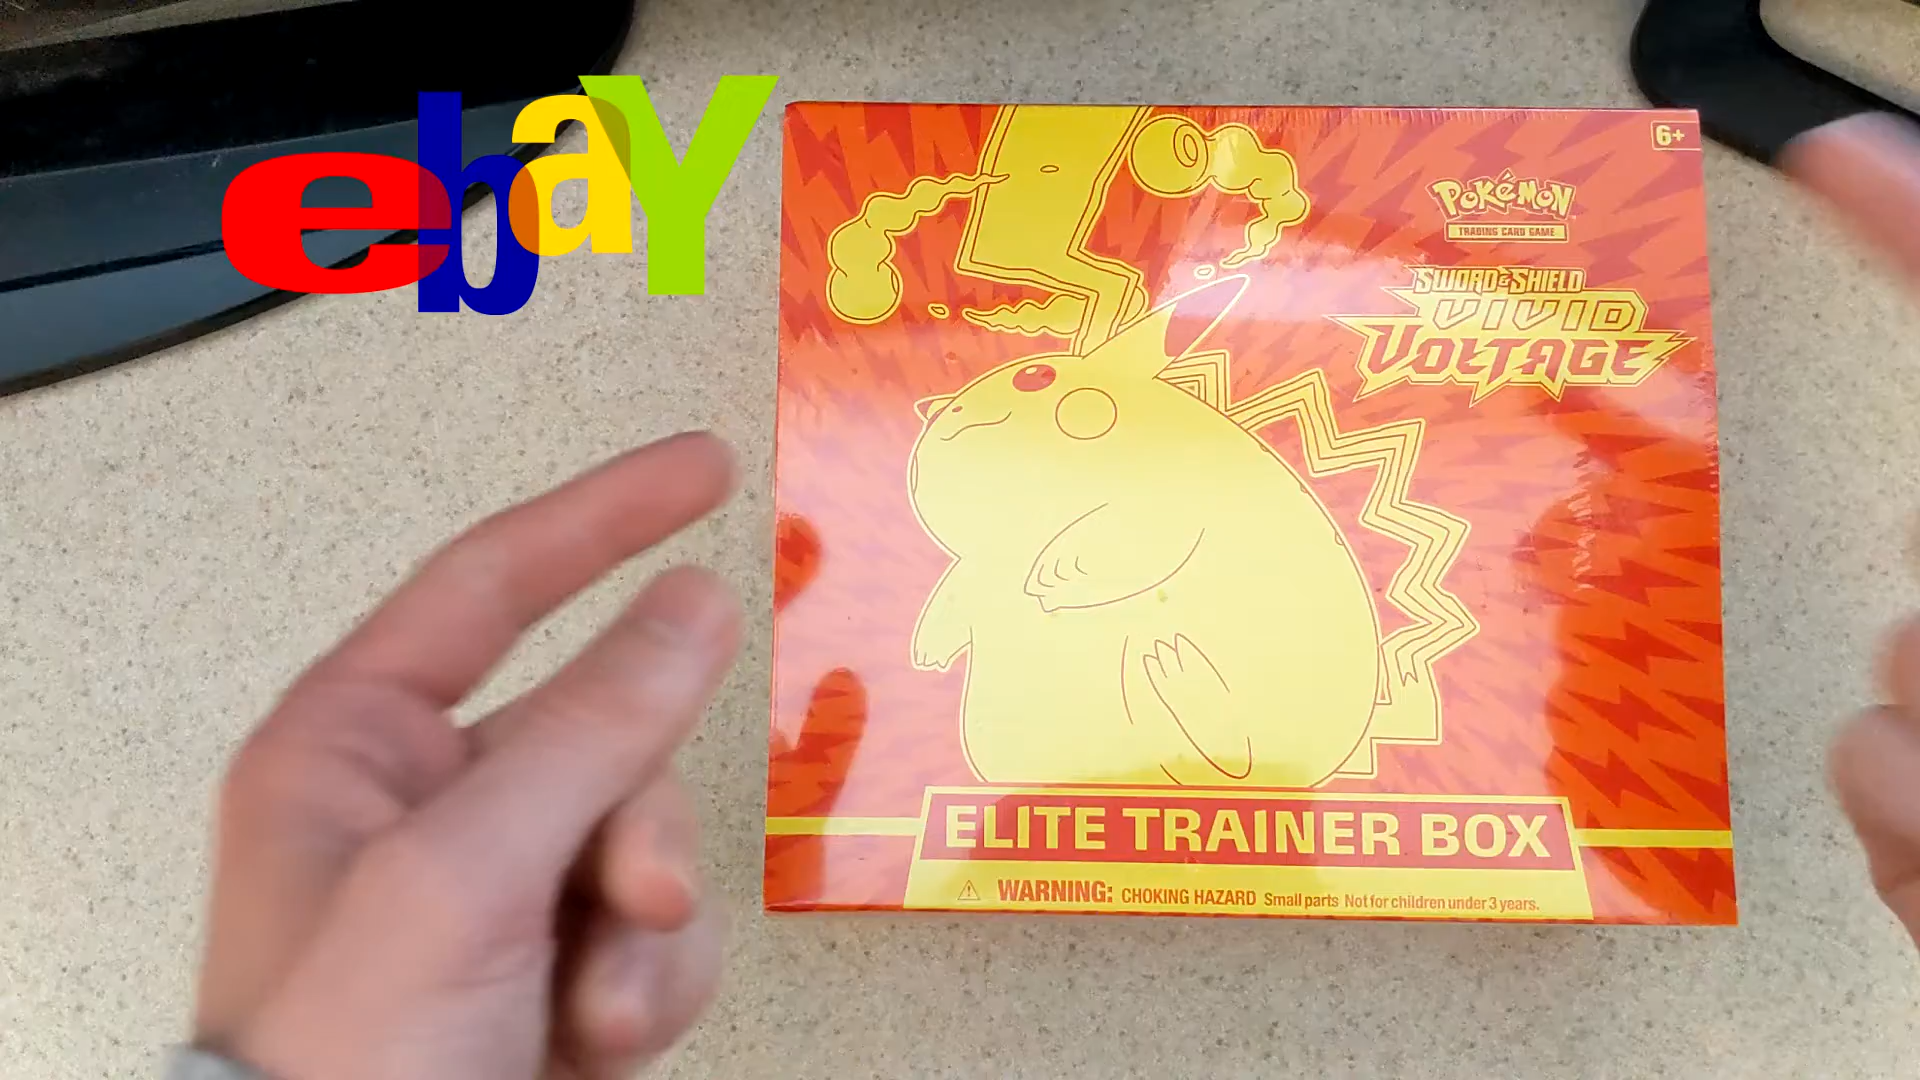 ebaY
6+
POKéMON
TRADING CARD GAME
SWORD & SHIELD
VIVID
VOLTAGE
ELITE TRAINER BOX
WARNING: CHOKING HAZARD Small parts Not for children under 3 years.